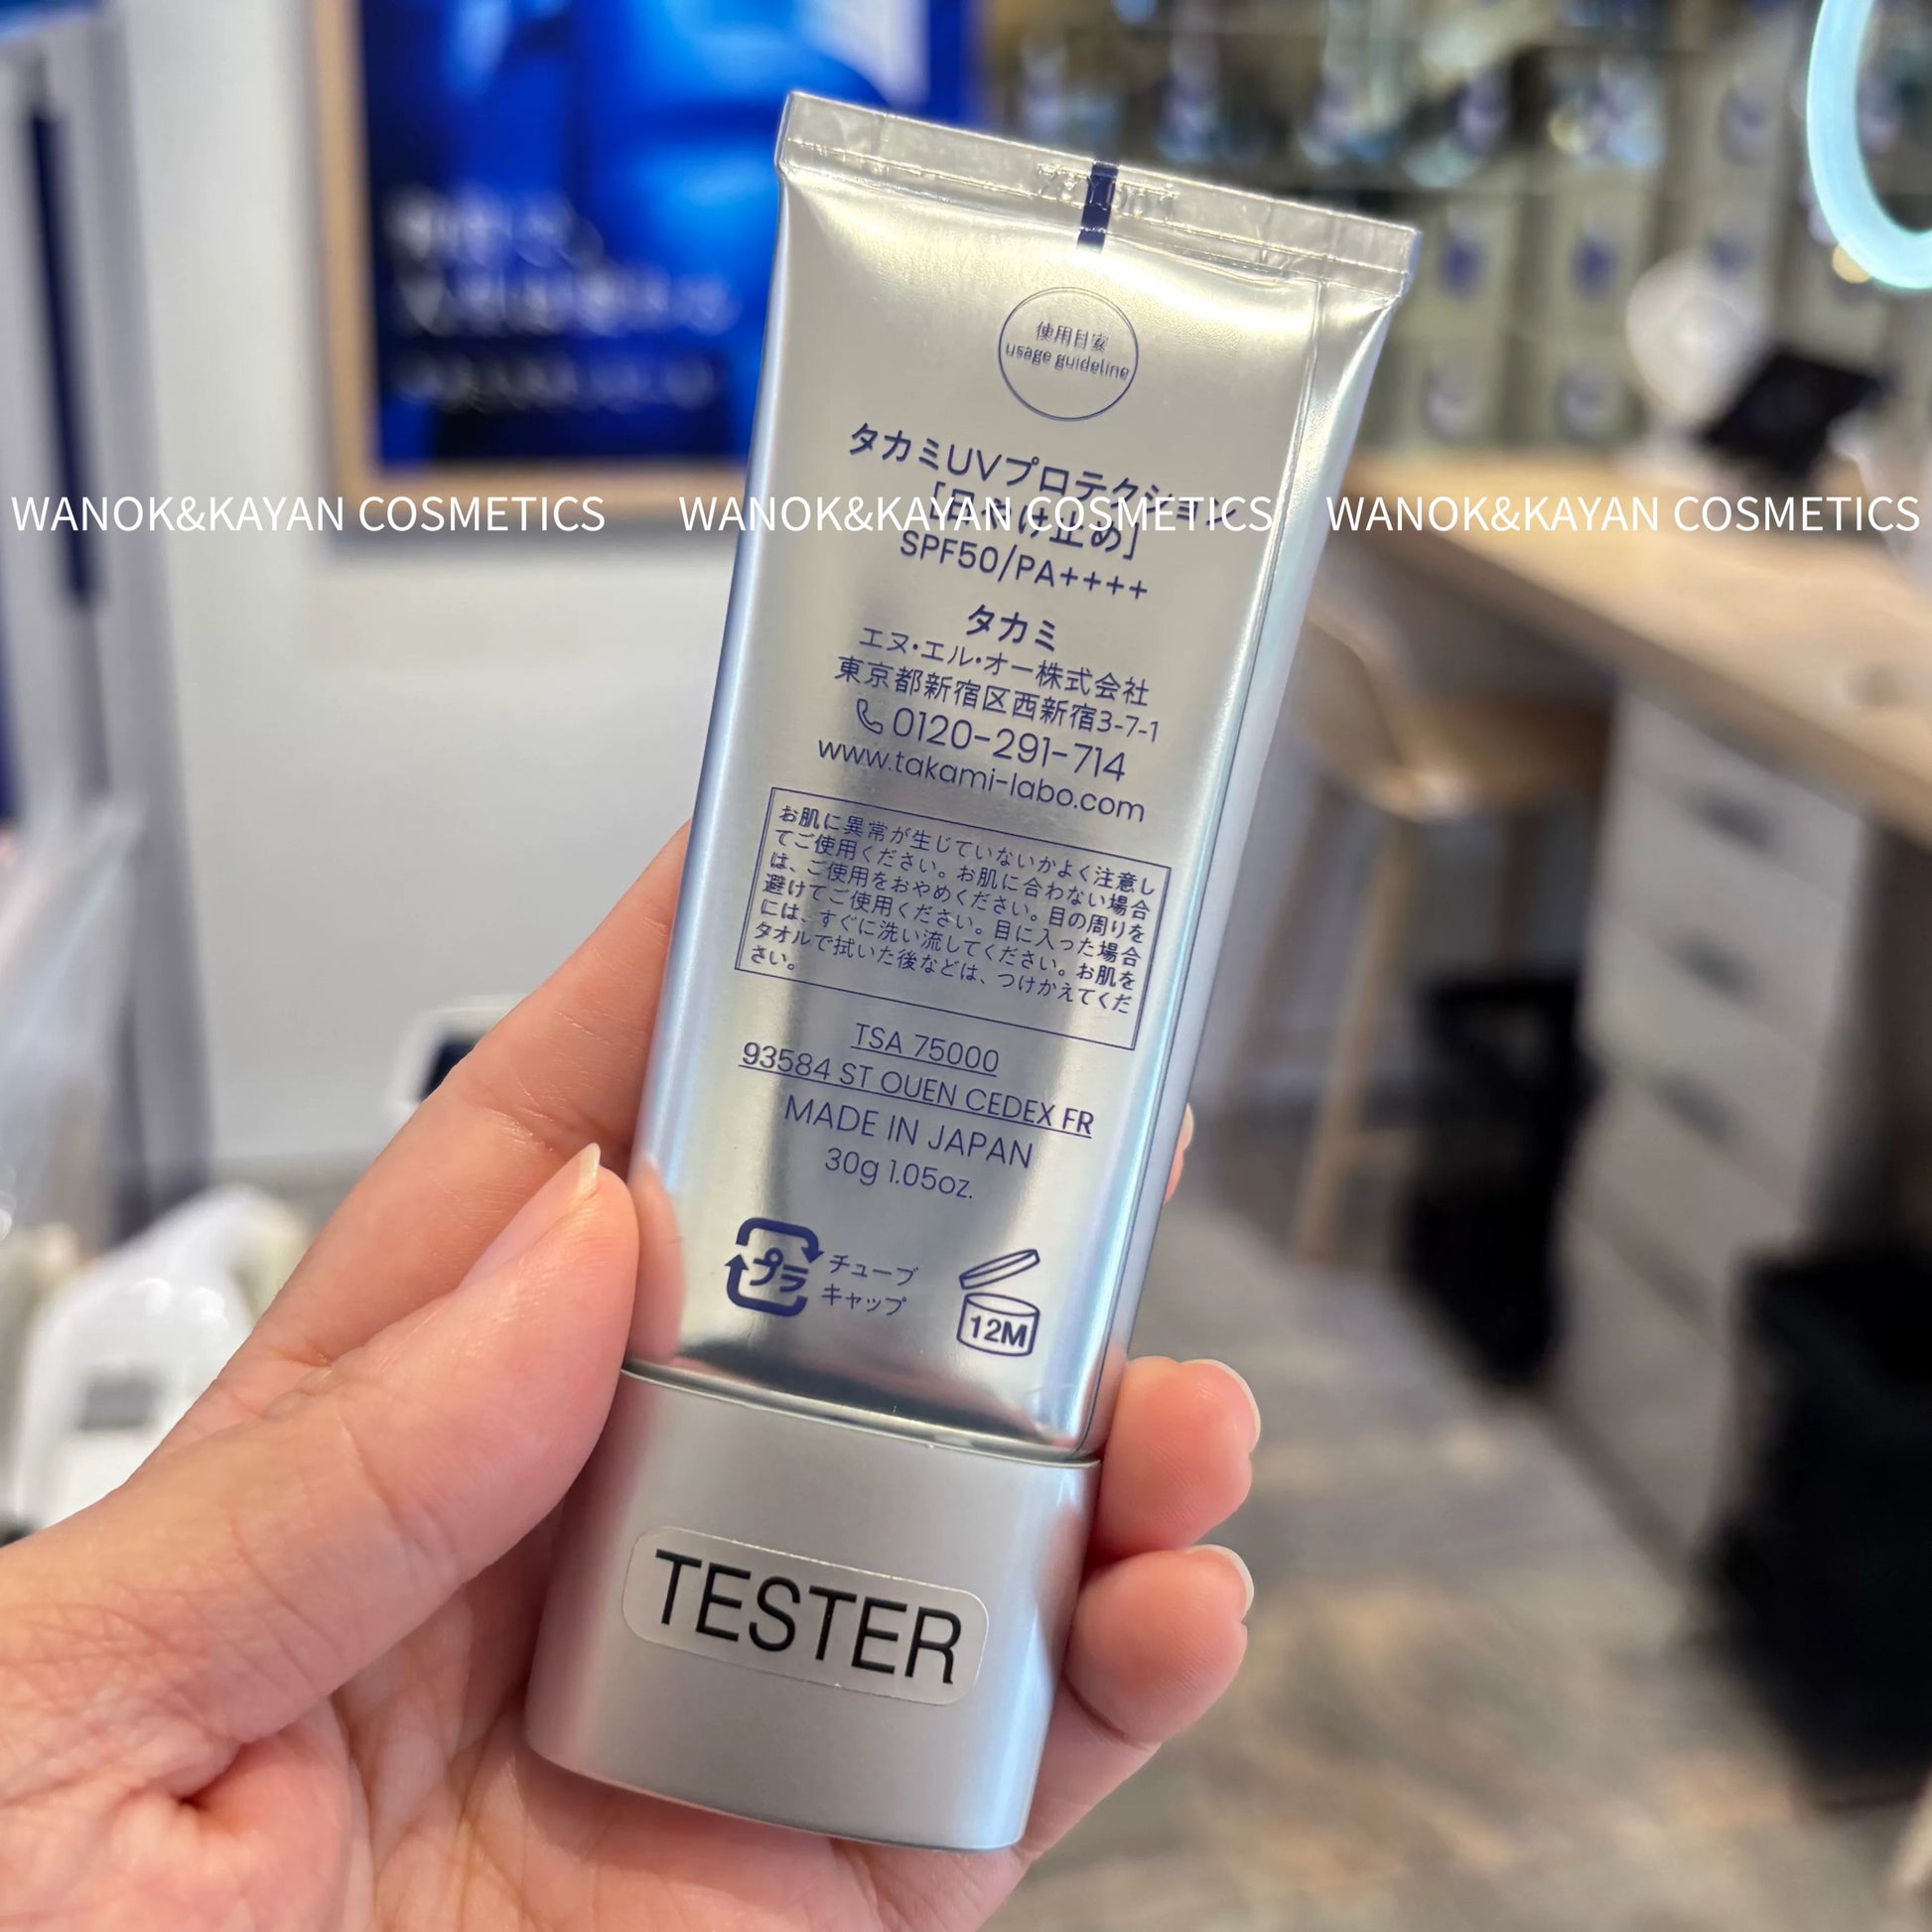 使用目安
usage guideline
タカミUVプロテクション
[日やけ止め]
SPF50/PA++++
WANOK&KAYAN COSMETICS WANOK&KAYAN COSMETICS WANOK&KAYAN COSMETICS
タカミ
エヌ・エル・オー株式会社
東京都新宿区西新宿3-7-1
0120-291-714
www.takami-labo.com
お肌に異常が生じていないかよく注意し
てご使用ください。お肌に合わない場合
は、ご使用をおやめください。目の周りを
避けてご使用ください。目に入った場合
には、すぐに洗い流してください。お肌を
タオルで拭いた後などは、つけかえてくだ
さい。
TSA 75000
93584 ST OUEN CEDEX FR
MADE IN JAPAN
30g 1.05oz.
プラ チューブ
キャップ
12M
TESTER